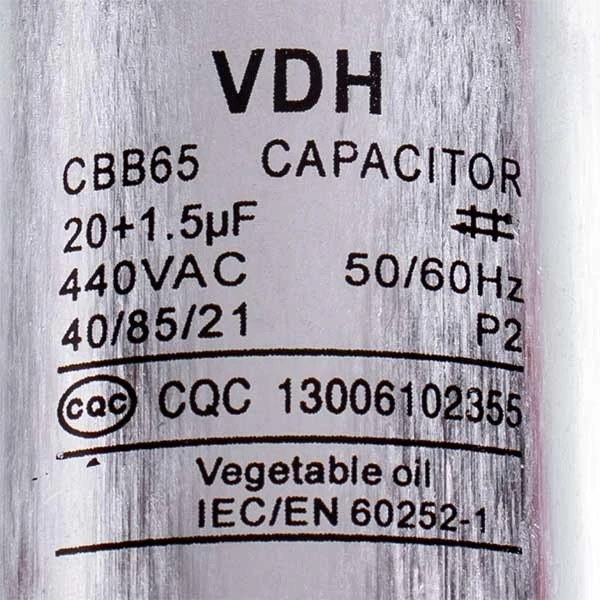 VDH
CBB65 CAPACITOR
20+1.5μF
440VAC 50/60Hz
40/85/21 P2
CQC CQC 13006102355
Vegetable oil
IEC/EN 60252-1